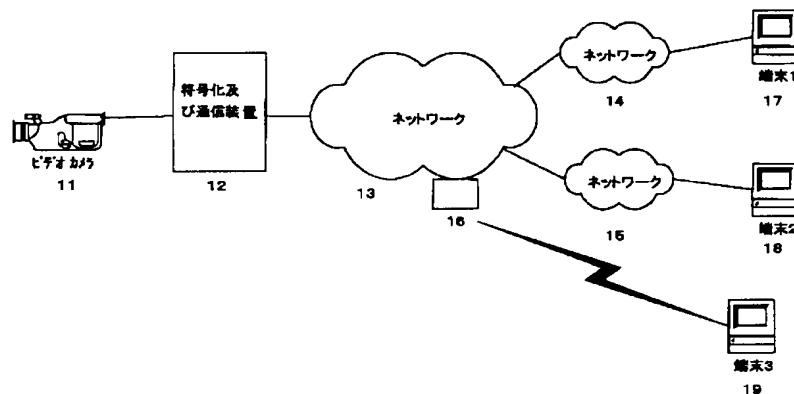 符号化及
び通信装置
ビデオカメラ
11
12
ネットワーク
13
16
ネットワーク
14
ネットワーク
15
端末1
17
端末2
18
端末3
19